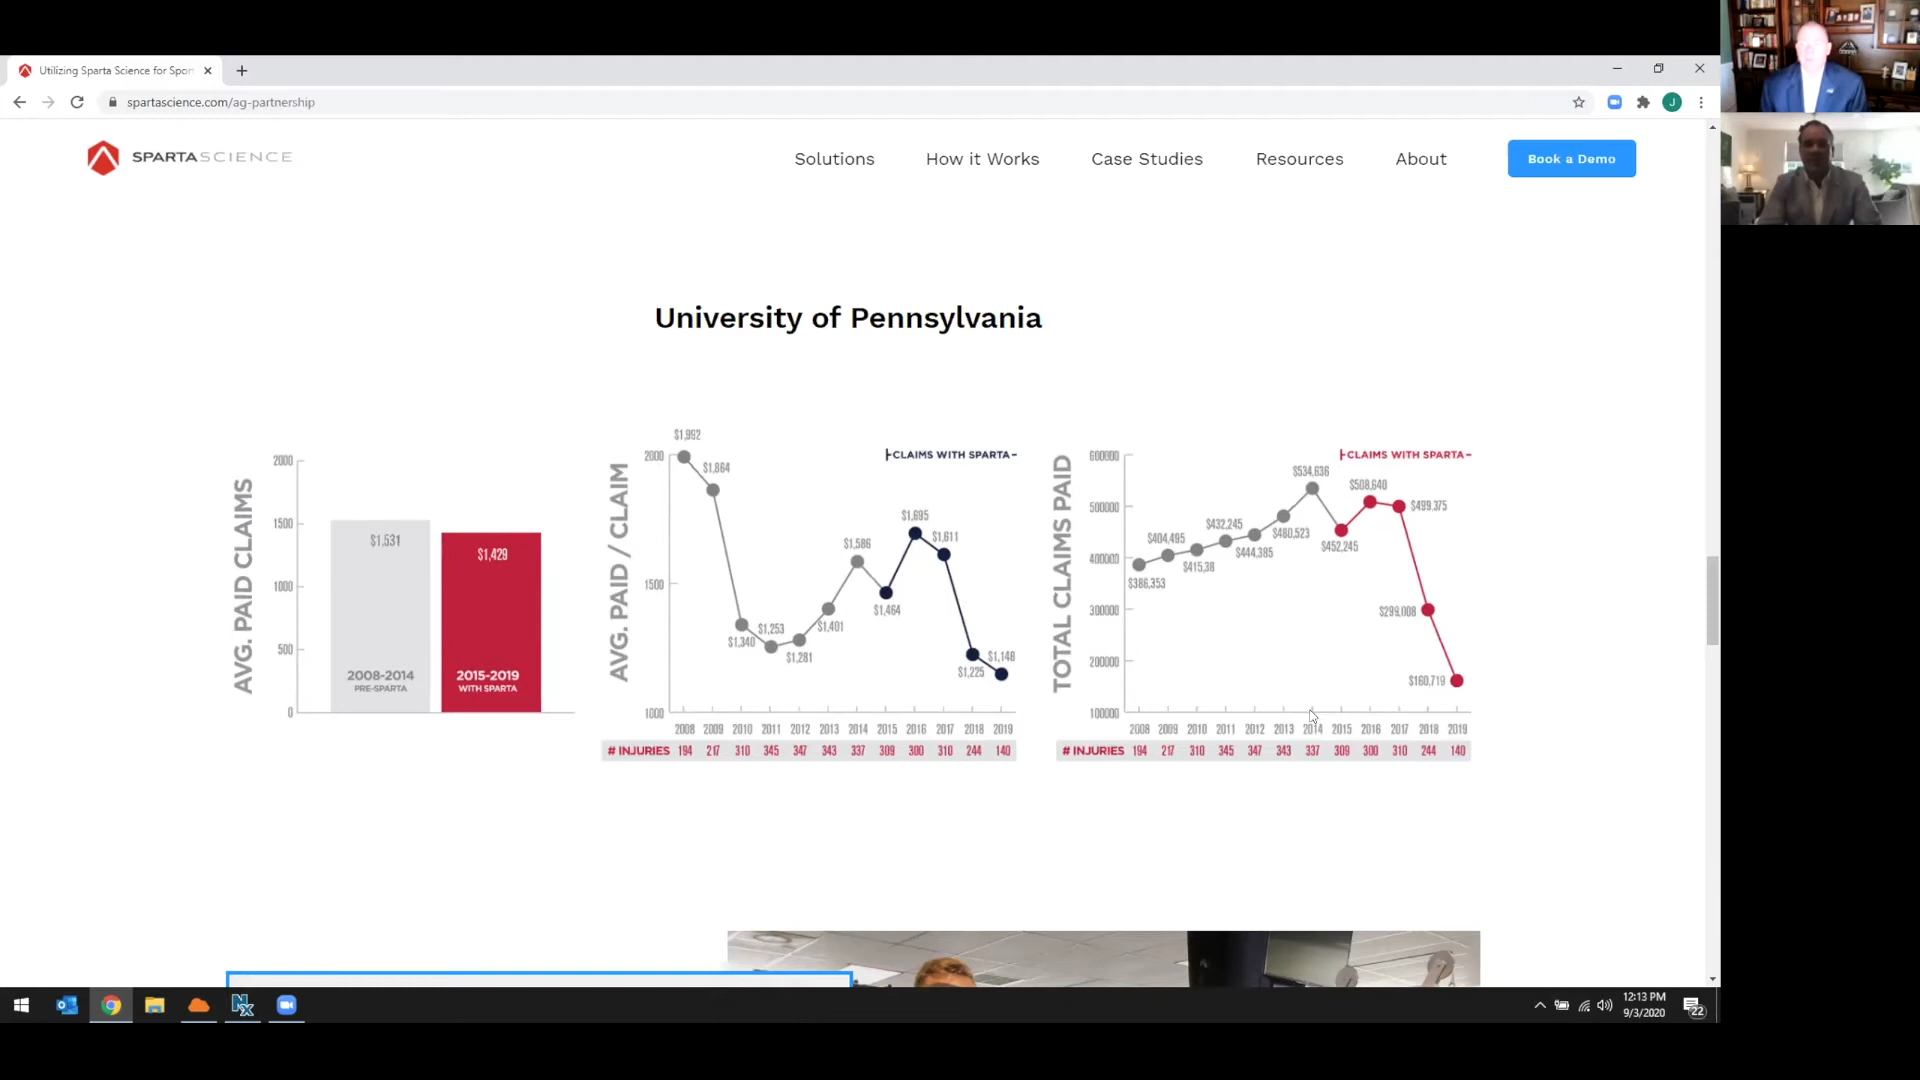 Utilizing Sparta Science for Spor
spartascience.com/ag-partnership
J
SPARTASCIENCE
Solutions
How it Works
Case Studies
Resources
About
Book a Demo
University of Pennsylvania
AVG. PAID CLAIMS
2000
1500
1000
500
0
$1,531
2008-2014
PRE-SPARTA
$1,429
2015-2019
WITH SPARTA
AVG. PAID / CLAIM
2000
1500
1000
CLAIMS WITH SPARTA
$1,992
$1,864
$1,340
$1,253
$1,281
$1,401
$1,586
$1,464
$1,695
$1,611
$1,225
$1,148
2008 2009 2010 2011 2012 2013 2014 2015 2016 2017 2018 2019
# INJURIES 194 217 310 345 347 343 337 309 300 310 244 140
TOTAL CLAIMS PAID
600000
500000
400000
300000
200000
100000
CLAIMS WITH SPARTA
$386,353
$404,495
$415,38
$432,245
$444,385
$480,523
$534,636
$452,245
$508,640
$499,375
$299,008
$160,719
2008 2009 2010 2011 2012 2013 2014 2015 2016 2017 2018 2019
# INJURIES 194 217 310 345 347 343 337 309 300 310 244 140
12:13 PM
9/3/2020
22